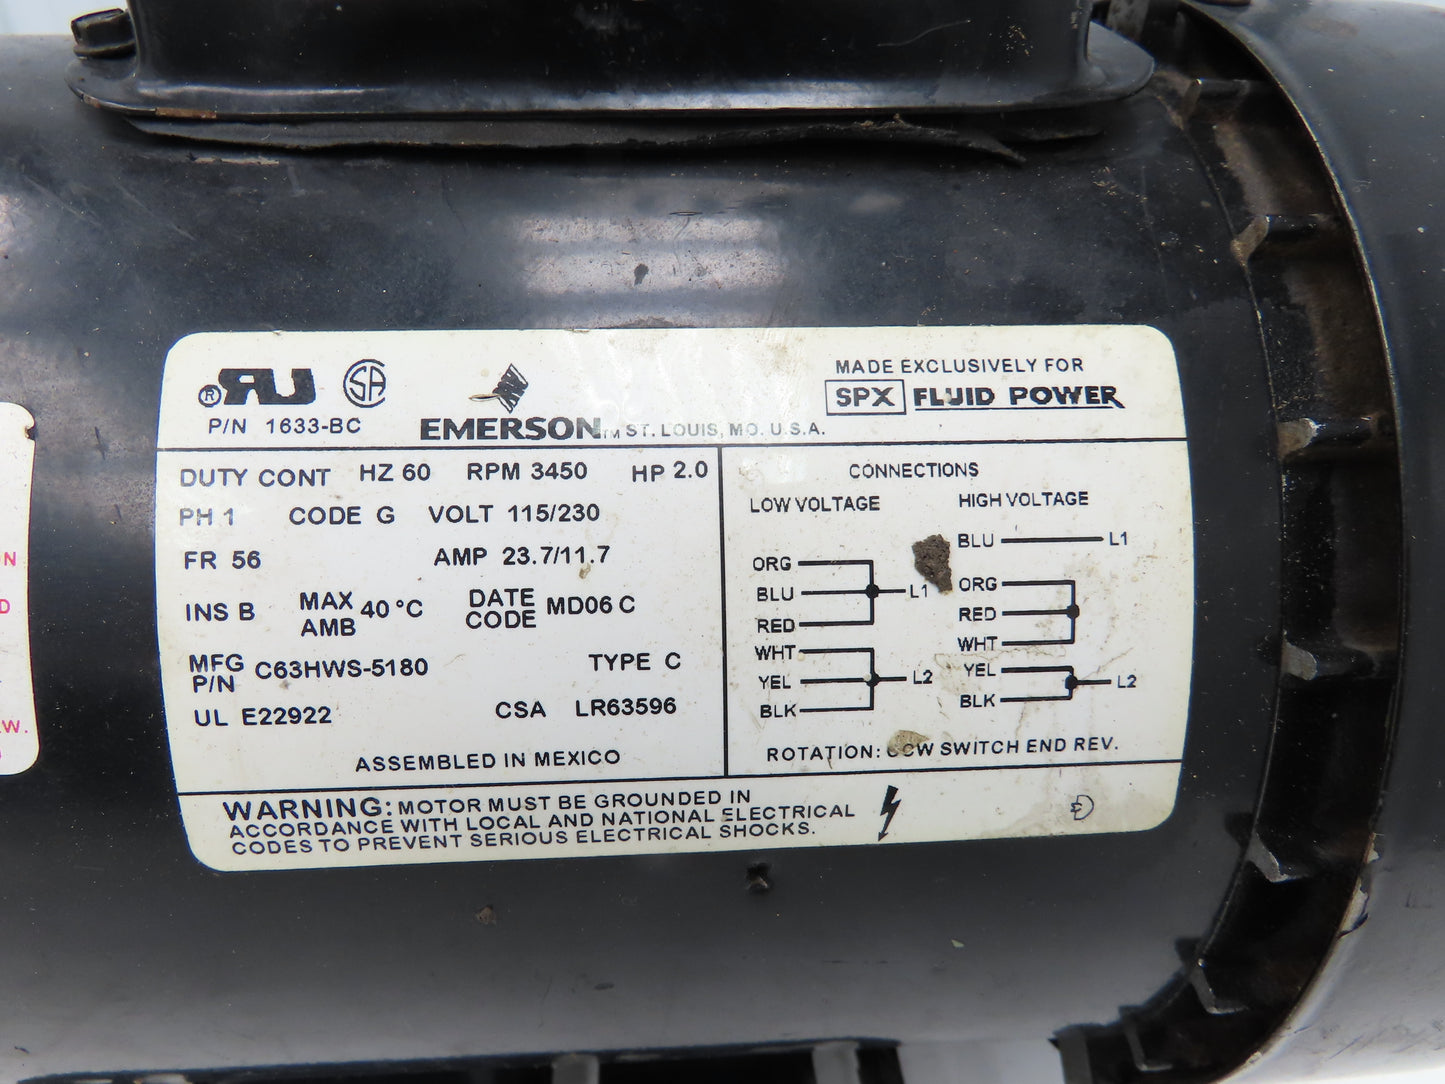 ® RU SA
P/N 1633-BC
EMERSON TM ST. LOUIS, MO. U.S.A.
MADE EXCLUSIVELY FOR
SPX FLUID POWER
DUTY CONT HZ 60 RPM 3450 HP 2.0
PH 1 CODE G VOLT 115/230
FR 56 AMP 23.7/11.7
INS B MAX AMB 40 °C DATE CODE MD06 C
MFG P/N C63HWS-5180 TYPE C
UL E22922 CSA LR63596
ASSEMBLED IN MEXICO
CONNECTIONS
LOW VOLTAGE
ORG
BLU L1
RED
WHT
YEL L2
BLK
HIGH VOLTAGE
BLU L1
ORG
RED
WHT
YEL
BLK L2
ROTATION: CCW SWITCH END REV.
WARNING: MOTOR MUST BE GROUNDED IN
ACCORDANCE WITH LOCAL AND NATIONAL ELECTRICAL
CODES TO PREVENT SERIOUS ELECTRICAL SHOCKS.
N
D
W.